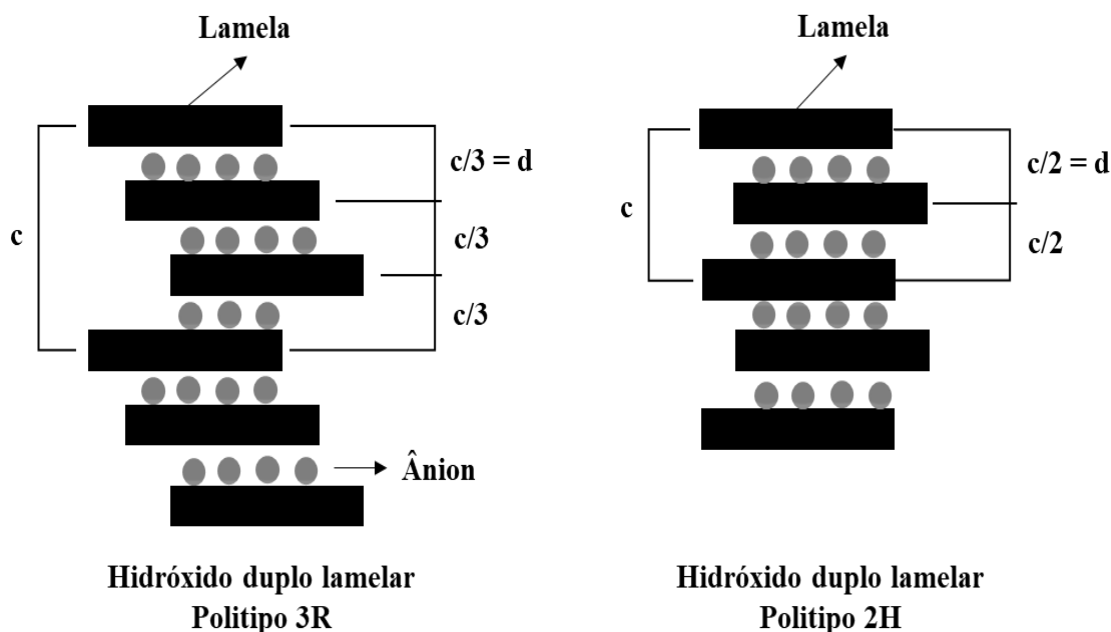 Lamela
c
c/3 = d
c/3
c/3
Ânion
Hidróxido duplo lamelar
Politipo 3R
Lamela
c
c/2 = d
c/2
Hidróxido duplo lamelar
Politipo 2H